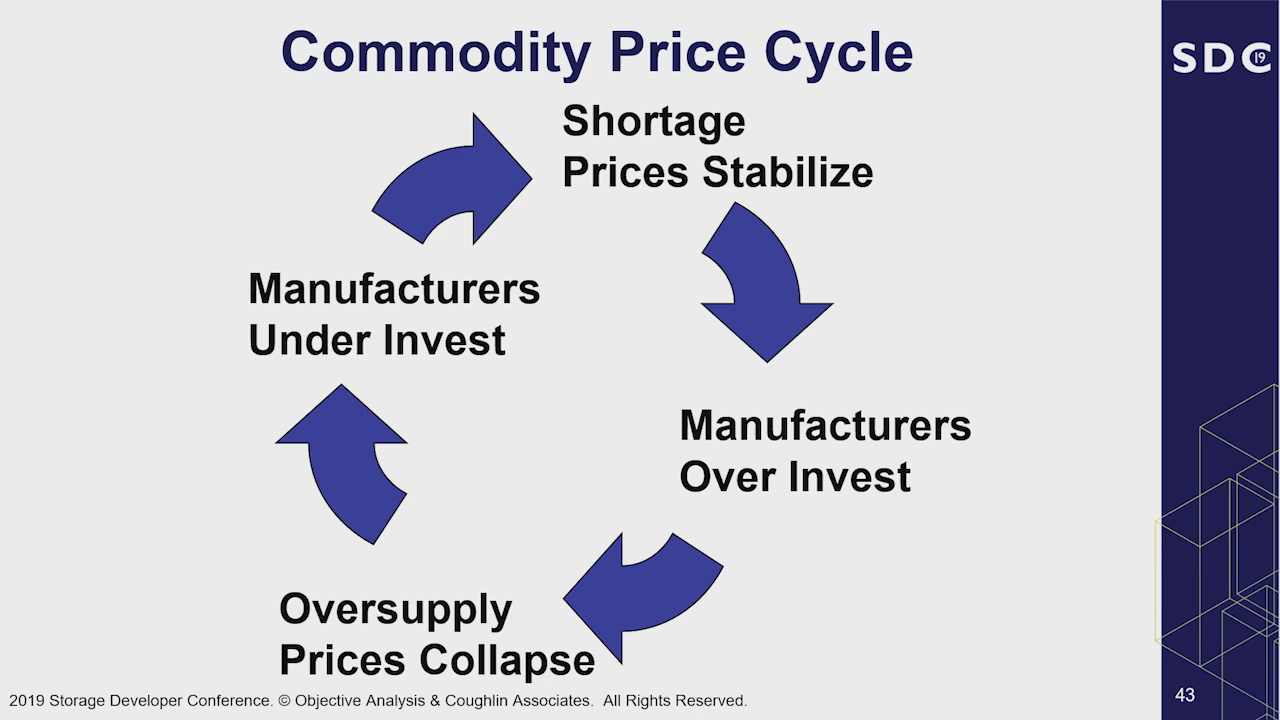 Commodity Price Cycle
SDC
19
Shortage
Prices Stabilize
Manufacturers
Under Invest
Manufacturers
Over Invest
Oversupply
Prices Collapse
2019 Storage Developer Conference. © Objective Analysis & Coughlin Associates. All Rights Reserved.
43